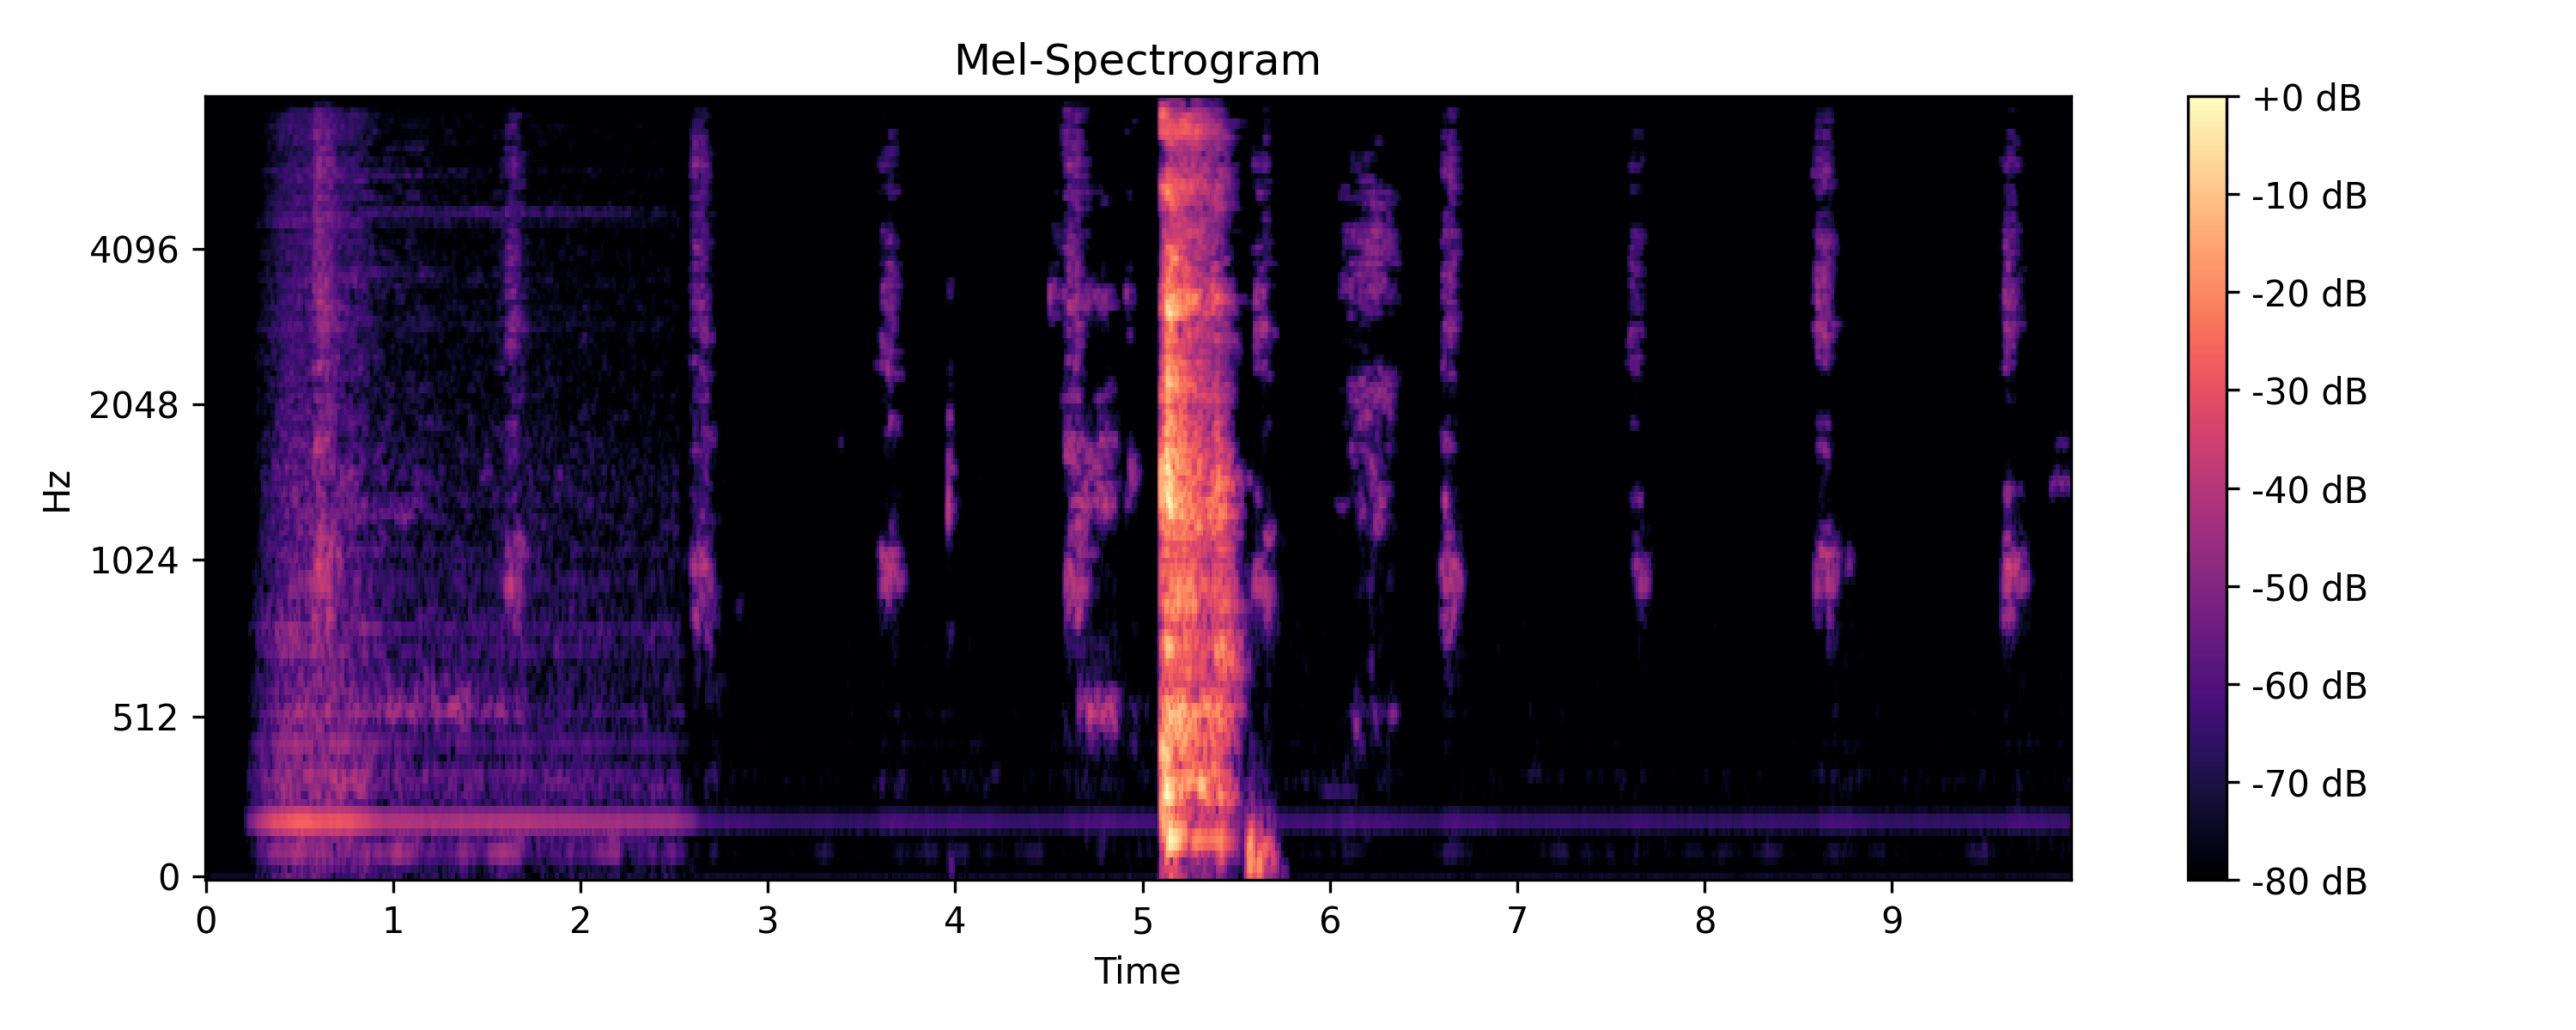 Mel-Spectrogram
+0 dB
-10 dB
-20 dB
-30 dB
-40 dB
-50 dB
-60 dB
-70 dB
-80 dB
Hz
4096
2048
1024
512
0
0 1 2 3 4 5 6 7 8 9
Time